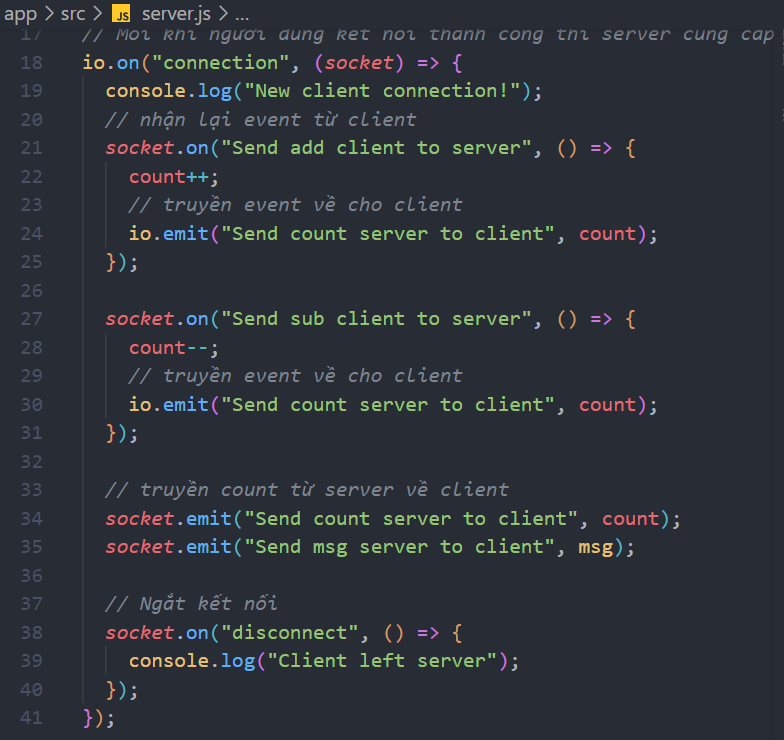 app > src > JS server.js > ...
17 // Mỗi khi người dùng kết nối thành công thì server cung cấp
18 io.on("connection", (socket) => {
19 console.log("New client connection!");
20 // nhận lại event từ client
21 socket.on("Send add client to server", () => {
22 count++;
23 // truyền event về cho client
24 io.emit("Send count server to client", count);
25 });
26
27 socket.on("Send sub client to server", () => {
28 count--;
29 // truyền event về cho client
30 io.emit("Send count server to client", count);
31 });
32
33 // truyền count từ server về client
34 socket.emit("Send count server to client", count);
35 socket.emit("Send msg server to client", msg);
36
37 // Ngắt kết nối
38 socket.on("disconnect", () => {
39 console.log("Client left server");
40 });
41 });